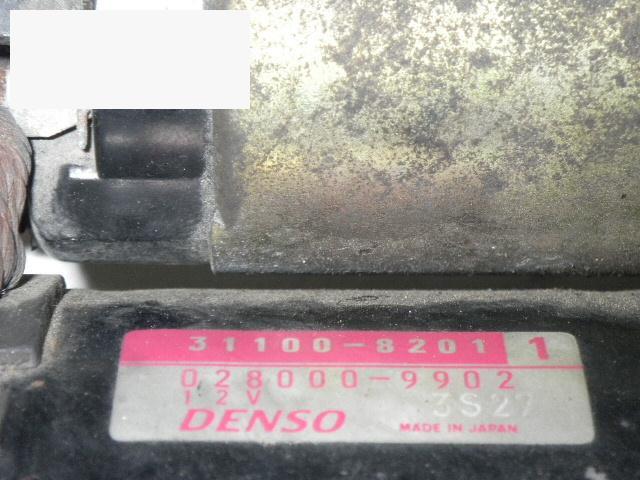 31100-8201 1
028000-9902
12V 3S27
DENSO MADE IN JAPAN